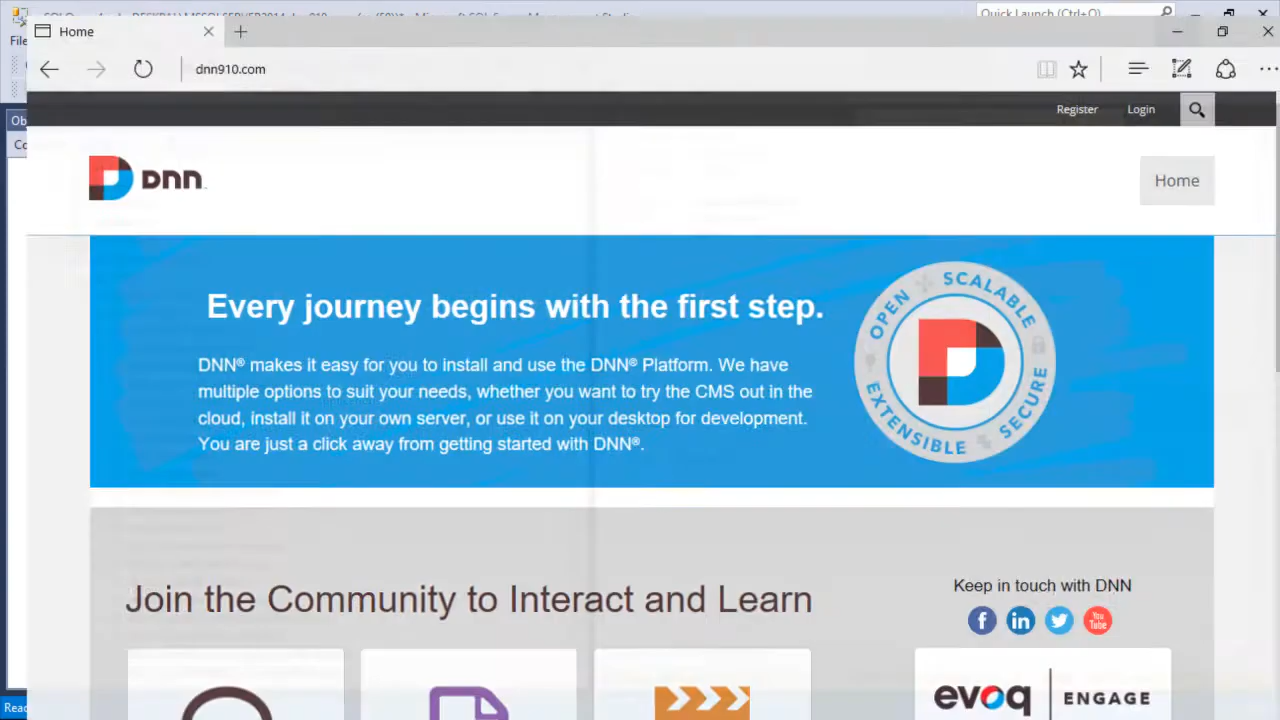 Quick Launch (Ctrl+Q)
File
Home
dnn910.com
Ob
Co
Register
Login
DNN
Home
Every journey begins with the first step.
DNN® makes it easy for you to install and use the DNN® Platform. We have
multiple options to suit your needs, whether you want to try the CMS out in the
cloud, install it on your own server, or use it on your desktop for development.
You are just a click away from getting started with DNN®.
OPEN
SCALABLE
EXTENSIBLE
SECURE
Join the Community to Interact and Learn
Keep in touch with DNN
f
in
You
Tube
evoq ENGAGE
Reac